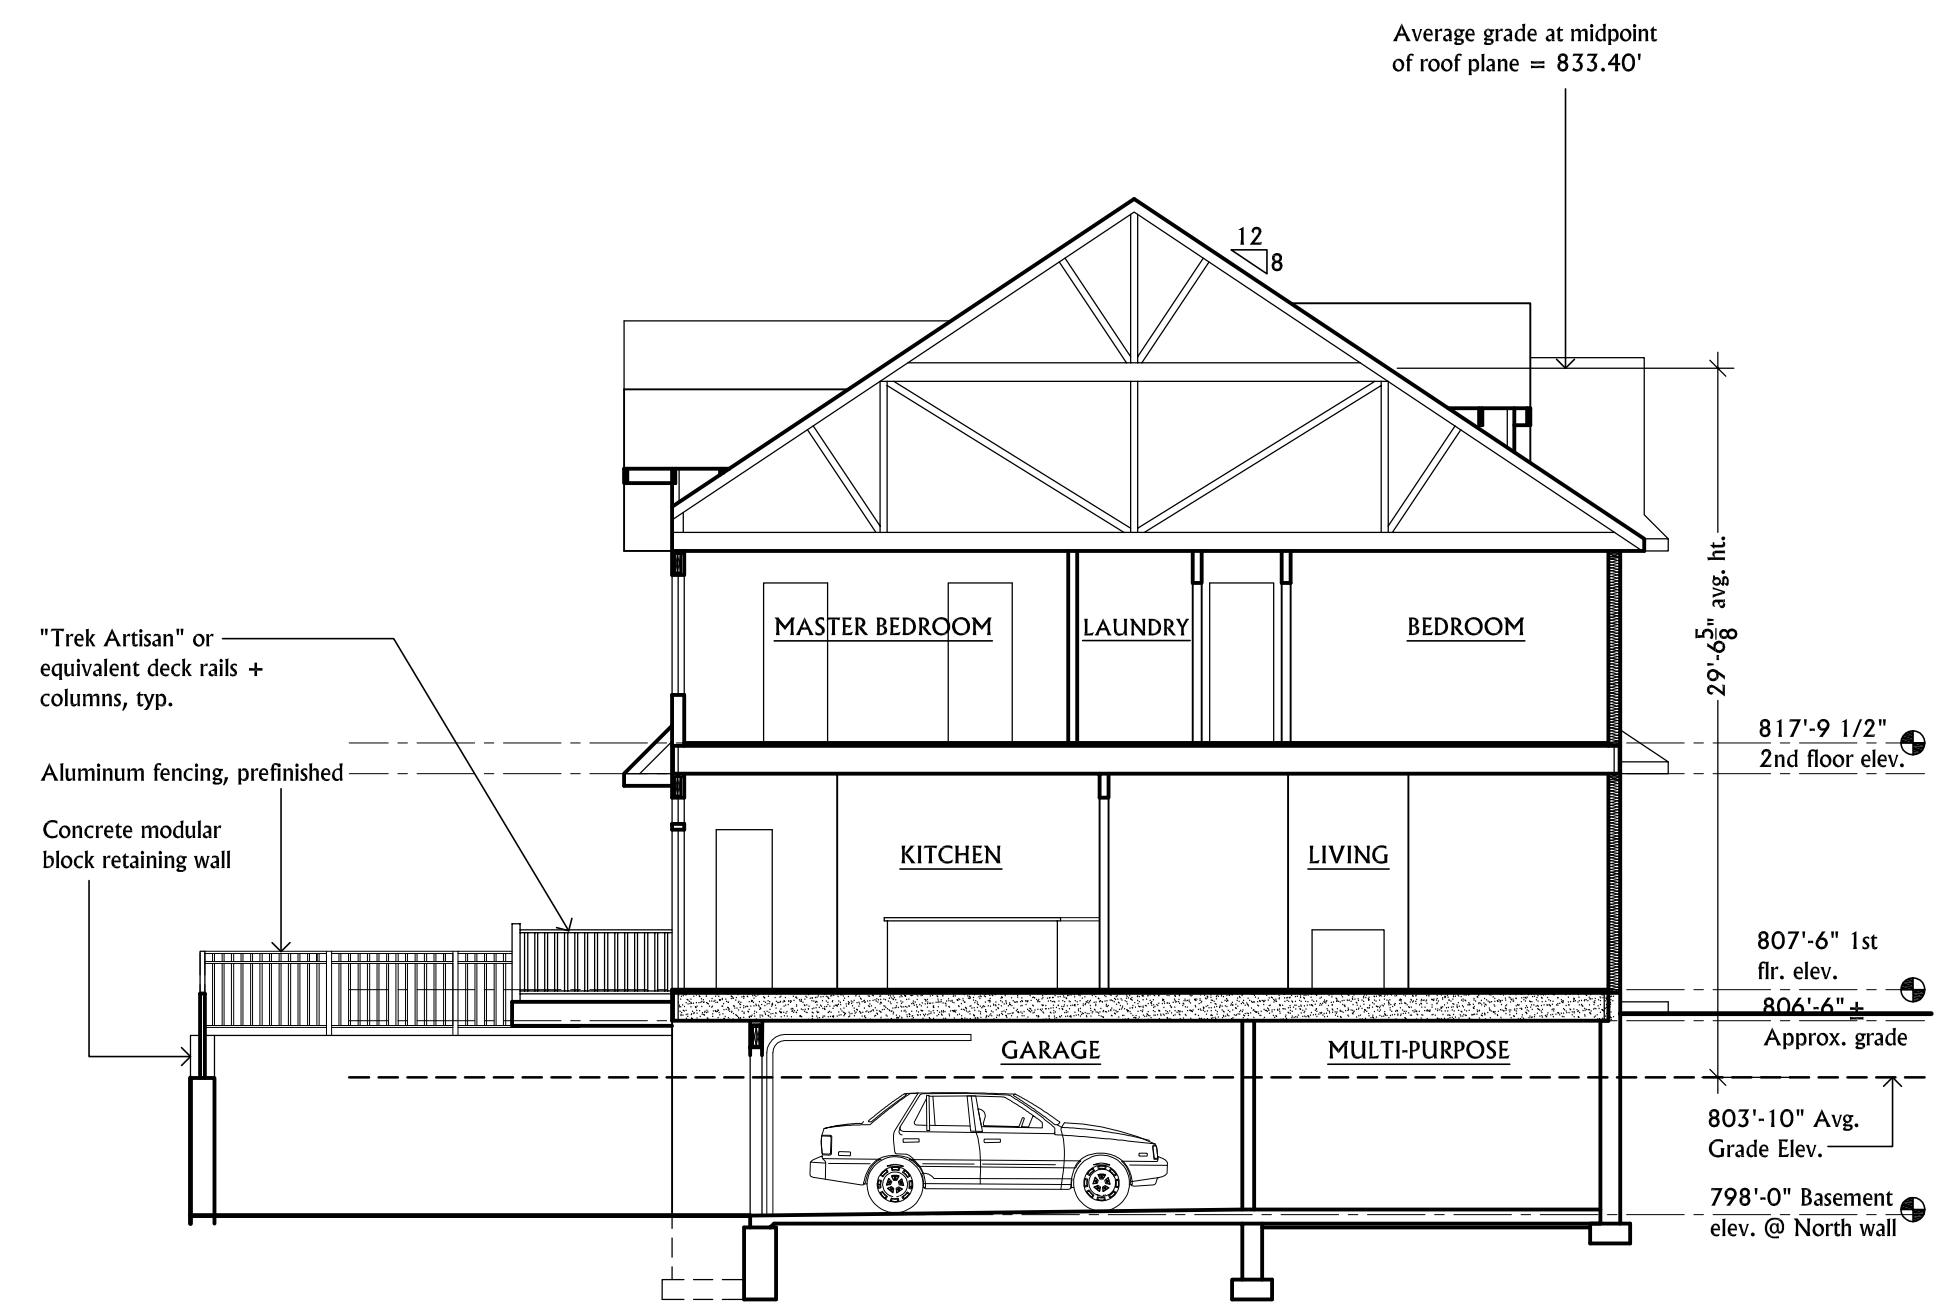 Average grade at midpoint
of roof plane = 833.40'
12
8
MASTER BEDROOM
LAUNDRY
BEDROOM
29'-6 5/8" avg. ht.
"Trek Artisan" or
equivalent deck rails +
columns, typ.
817'-9 1/2"
2nd floor elev.
Aluminum fencing, prefinished
Concrete modular
block retaining wall
KITCHEN
LIVING
807'-6" 1st
flr. elev.
806'-6" ±
Approx. grade
GARAGE
MULTI-PURPOSE
803'-10" Avg.
Grade Elev.
798'-0" Basement
elev. @ North wall